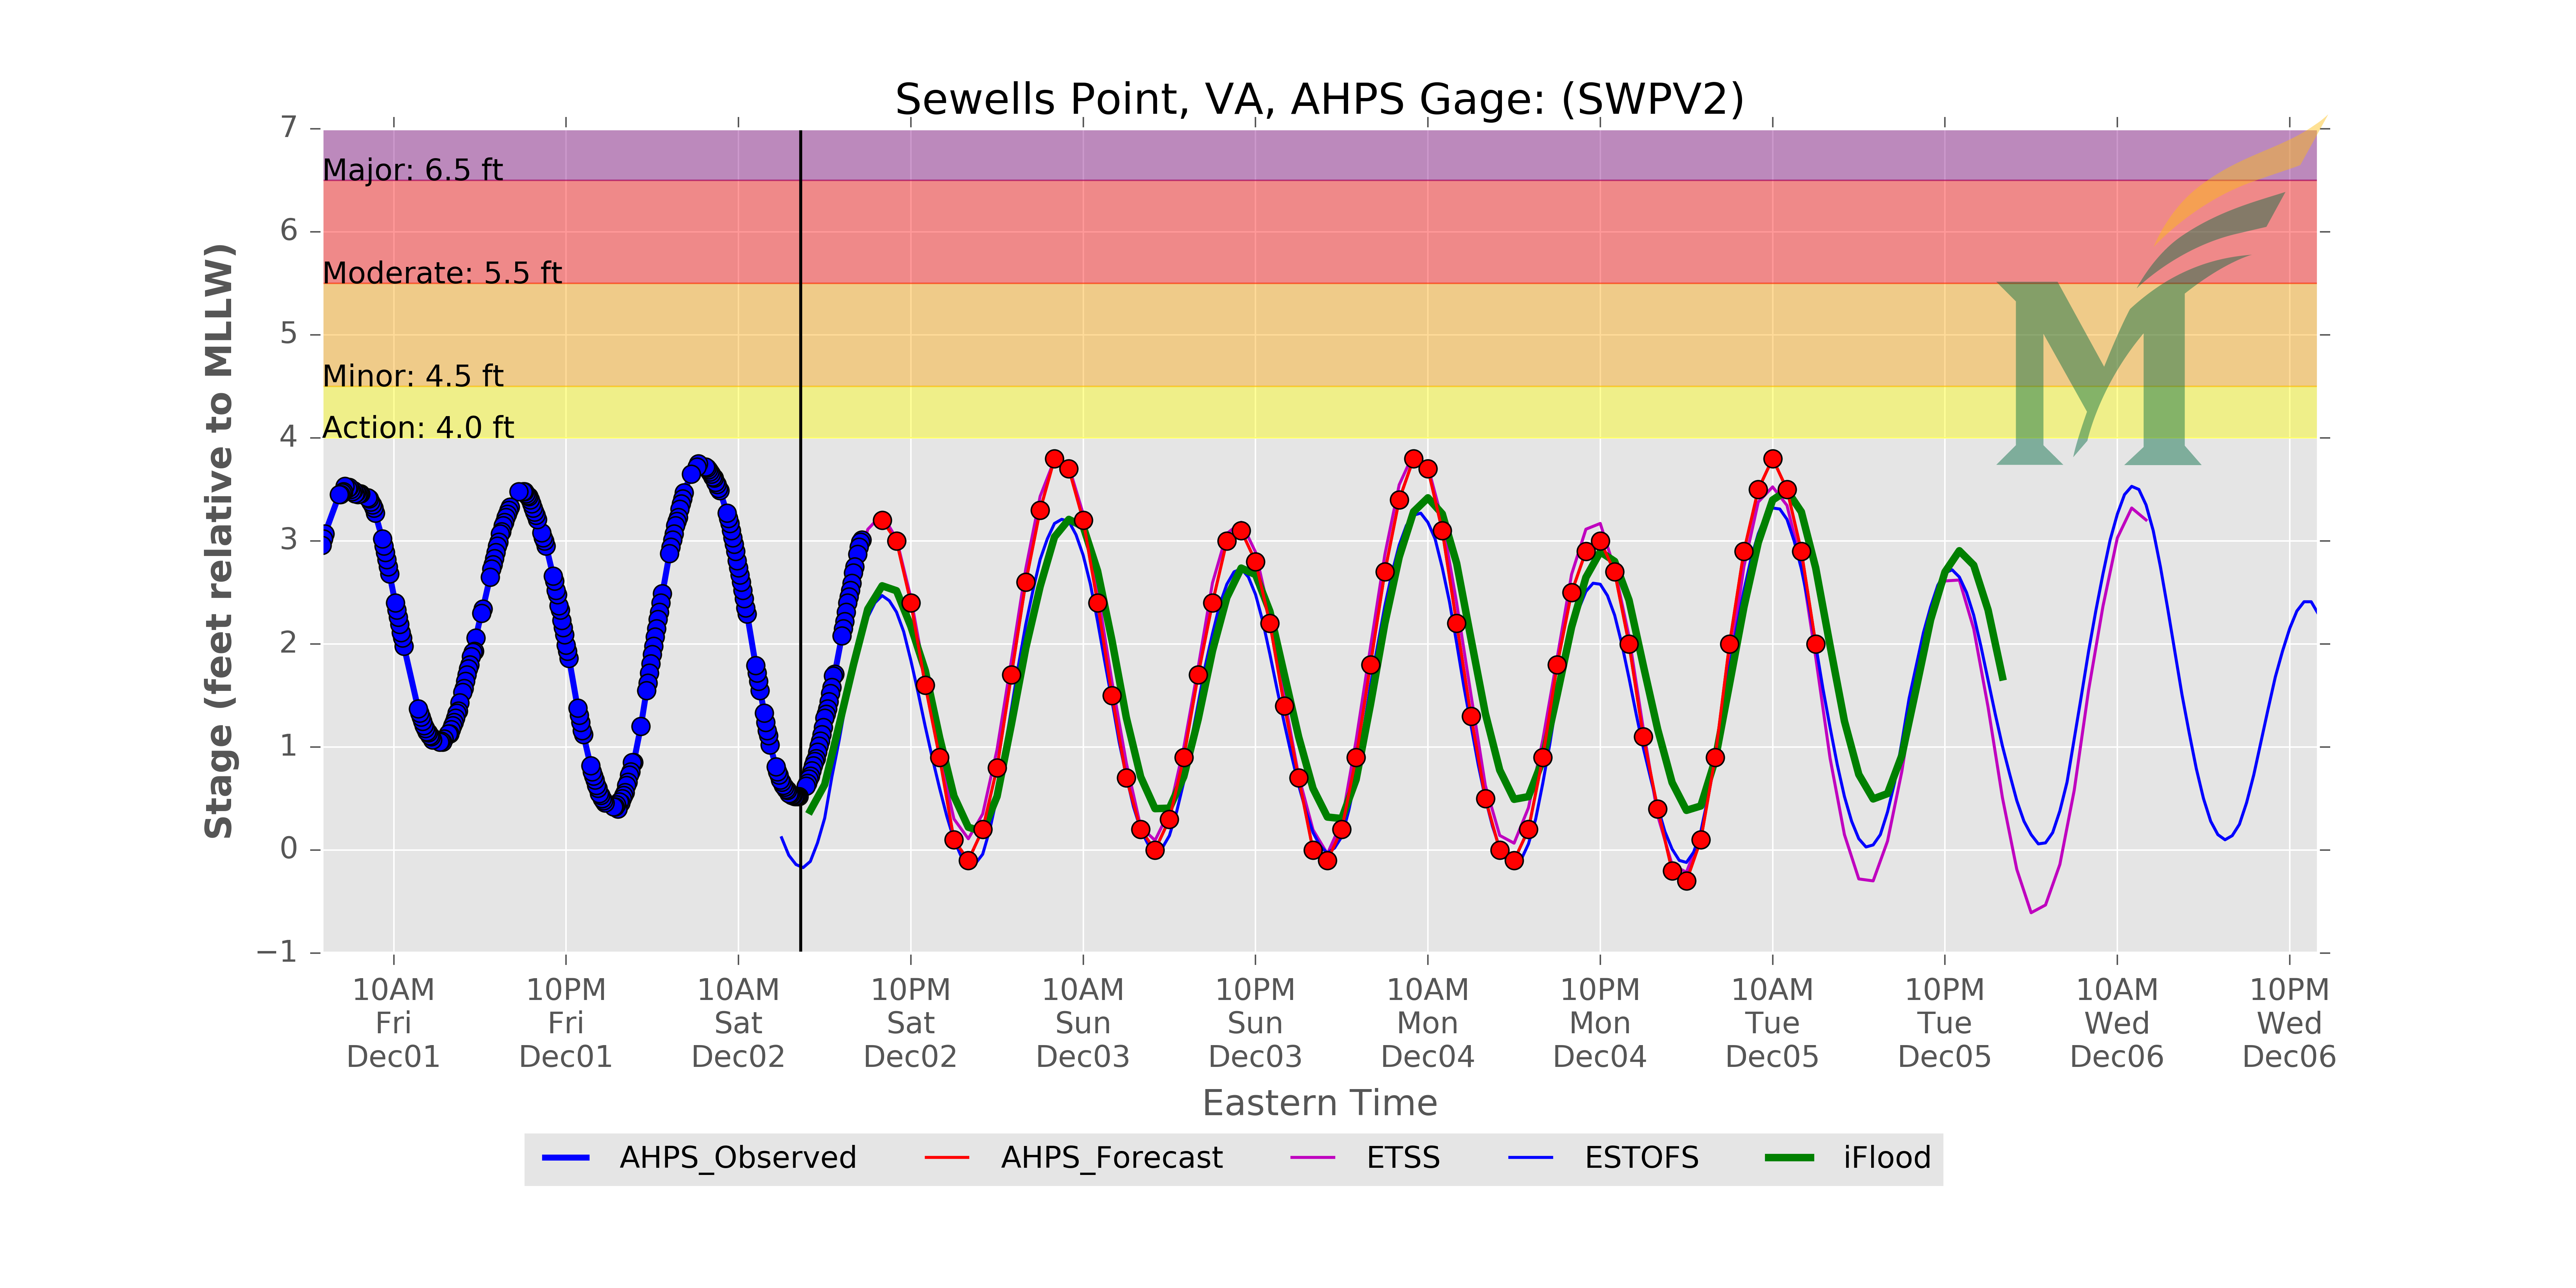 Sewells Point, VA, AHPS Gage: (SWPV2)
7
6
5
4
3
2
1
0
−1
Stage (feet relative to MLLW)
Major: 6.5 ft
Moderate: 5.5 ft
Minor: 4.5 ft
Action: 4.0 ft
M
10AM Fri Dec01
10PM Fri Dec01
10AM Sat Dec02
10PM Sat Dec02
10AM Sun Dec03
10PM Sun Dec03
10AM Mon Dec04
10PM Mon Dec04
10AM Tue Dec05
10PM Tue Dec05
10AM Wed Dec06
10PM Wed Dec06
Eastern Time
AHPS_Observed AHPS_Forecast ETSS ESTOFS iFlood